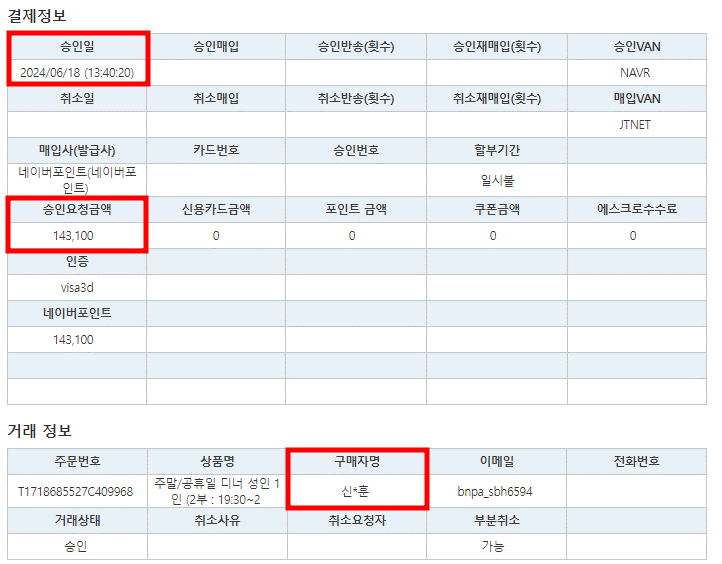 결제정보
승인일 승인매입 승인반송(횟수) 승인재매입(횟수) 승인VAN
2024/06/18 (13:40:20) NAVR
취소일 취소매입 취소반송(횟수) 취소재매입(횟수) 매입VAN
JTNET
매입사(발급사) 카드번호 승인번호 할부기간
네이버포인트(네이버포
인트) 일시불
승인요청금액 신용카드금액 포인트 금액 쿠폰금액 에스크로수수료
143,100 0 0 0 0
인증
visa3d
네이버포인트
143,100
거래 정보
주문번호 상품명 구매자명 이메일 전화번호
T1718685527C409968 주말/공휴일 디너 성인 1
인 (2부 : 19:30~2 신*훈 bnpa_sbh6594
거래상태 취소사유 취소요청자 부분취소
승인 가능